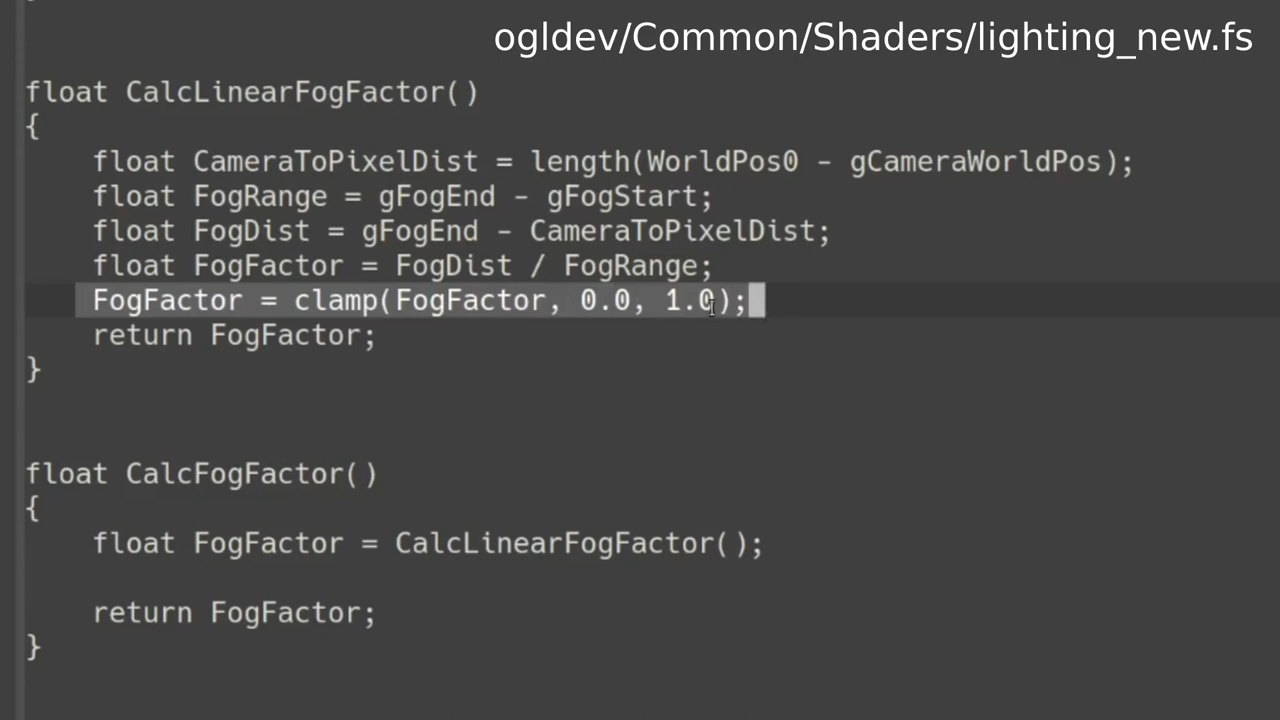 ogldev/Common/Shaders/lighting_new.fs
float CalcLinearFogFactor()
{
    float CameraToPixelDist = length(WorldPos0 - gCameraWorldPos);
    float FogRange = gFogEnd - gFogStart;
    float FogDist = gFogEnd - CameraToPixelDist;
    float FogFactor = FogDist / FogRange;
    FogFactor = clamp(FogFactor, 0.0, 1.0);
    return FogFactor;
}
float CalcFogFactor()
{
    float FogFactor = CalcLinearFogFactor();
    return FogFactor;
}